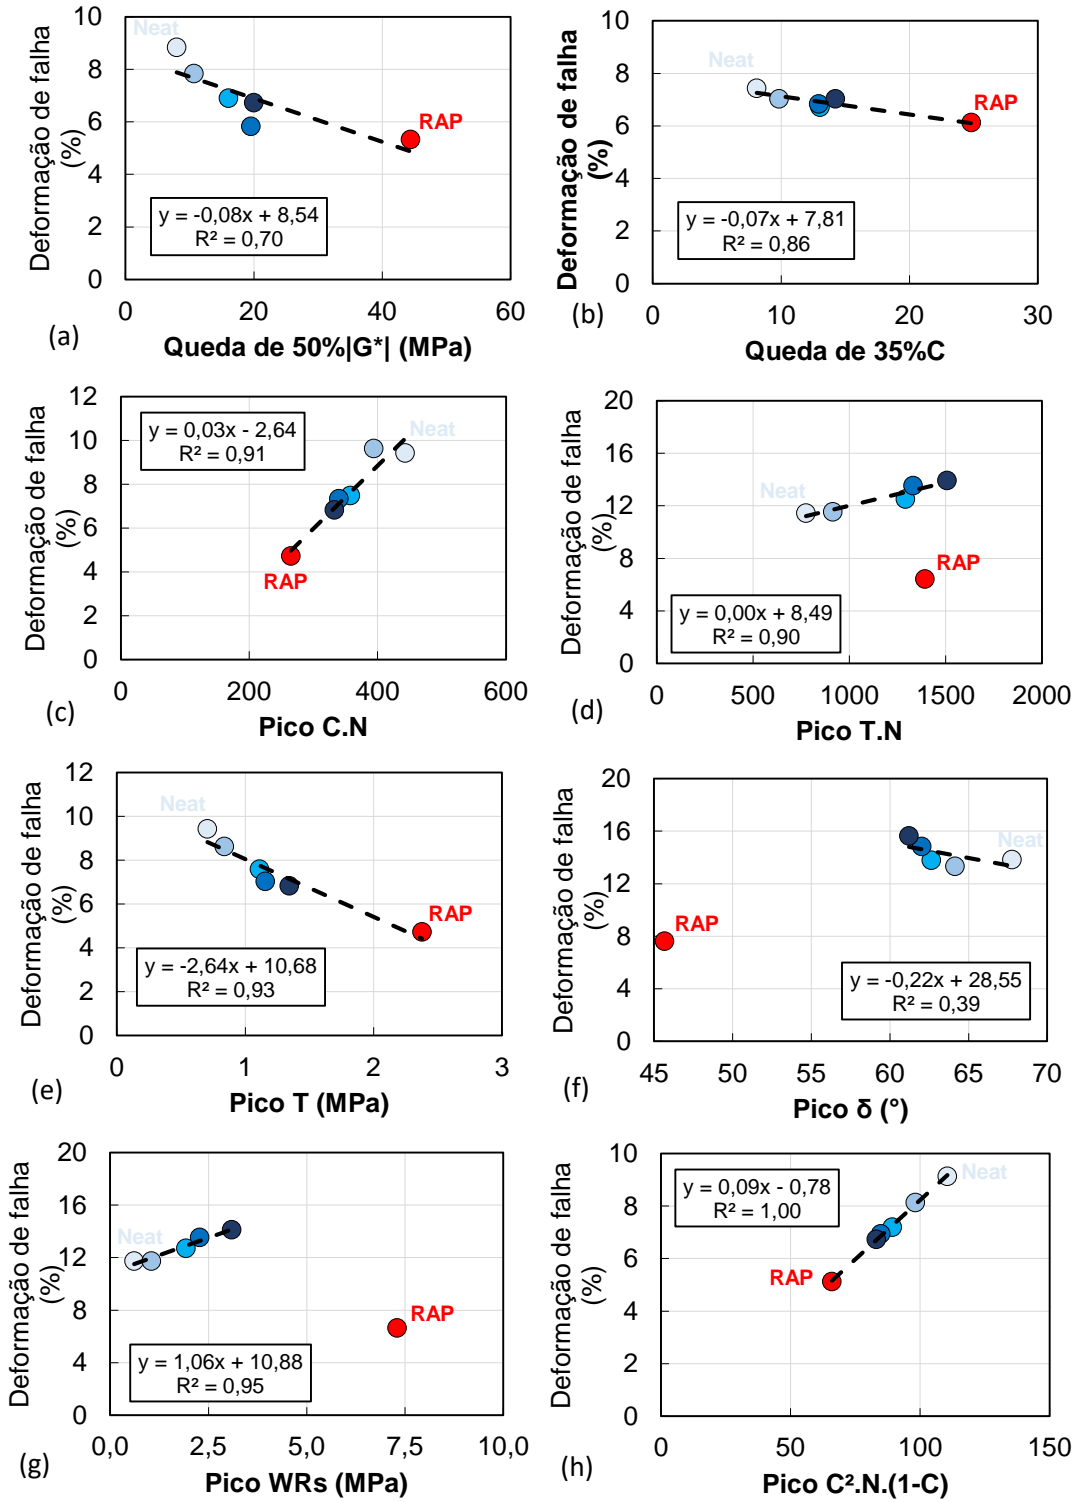 10
8
6
4
2
0
Deformação de falha
(%)
Neat
RAP
y = -0,08x + 8,54
R² = 0,70
0 20 40 60
(a)
Queda de 50%|G*| (MPa)
10
8
6
4
2
0
Deformação de falha
(%)
Neat
RAP
y = -0,07x + 7,81
R² = 0,86
0 10 20 30
(b)
Queda de 35%C
12
10
8
6
4
2
0
Deformação de falha
(%)
y = 0,03x - 2,64
R² = 0,91
Neat
RAP
0 200 400 600
(c)
Pico C.N
20
16
12
8
4
0
Deformação de falha
(%)
Neat
RAP
y = 0,00x + 8,49
R² = 0,90
0 500 1000 1500 2000
(d)
Pico T.N
12
10
8
6
4
2
0
Deformação de falha
(%)
Neat
RAP
y = -2,64x + 10,68
R² = 0,93
0 1 2 3
(e)
Pico T (MPa)
20
16
12
8
4
0
Deformação de falha
(%)
Neat
RAP
y = -0,22x + 28,55
R² = 0,39
45 50 55 60 65 70
(f)
Pico δ (°)
20
16
12
8
4
0
Deformação de falha
(%)
Neat
RAP
y = 1,06x + 10,88
R² = 0,95
0,0 2,5 5,0 7,5 10,0
(g)
Pico WRs (MPa)
10
8
6
4
2
0
Deformação de falha
(%)
y = 0,09x - 0,78
R² = 1,00
Neat
RAP
0 50 100 150
(h)
Pico C².N.(1-C)